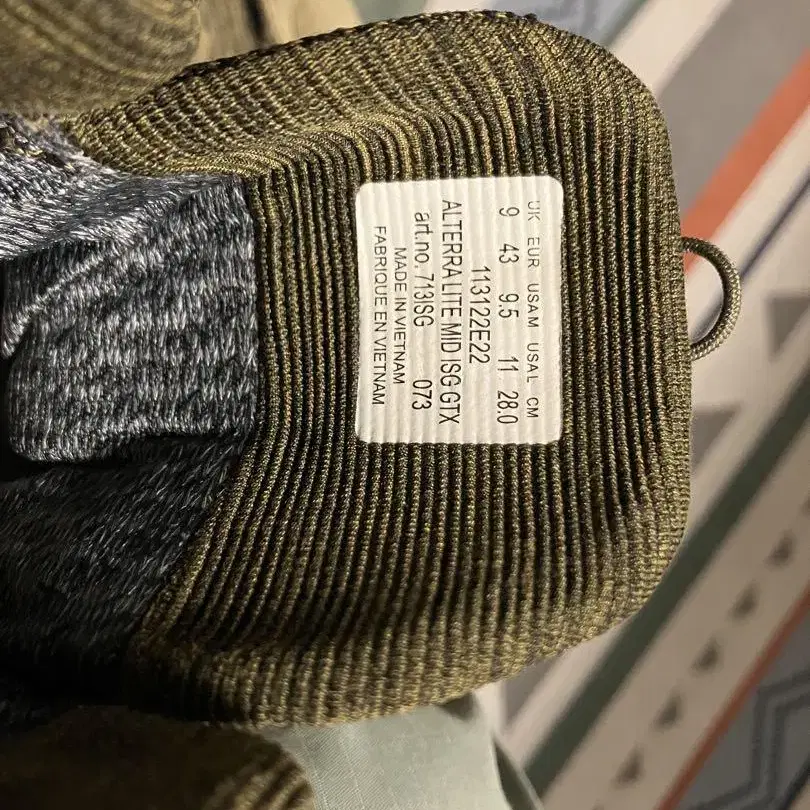 UK EUR USAM USAL CM
9 43 9.5 11 28.0
113122E22
ALTERRA LITE MID ISG GTX
art.no. 713ISG 073
MADE IN VIETNAM
FABRIQUE EN VIETNAM